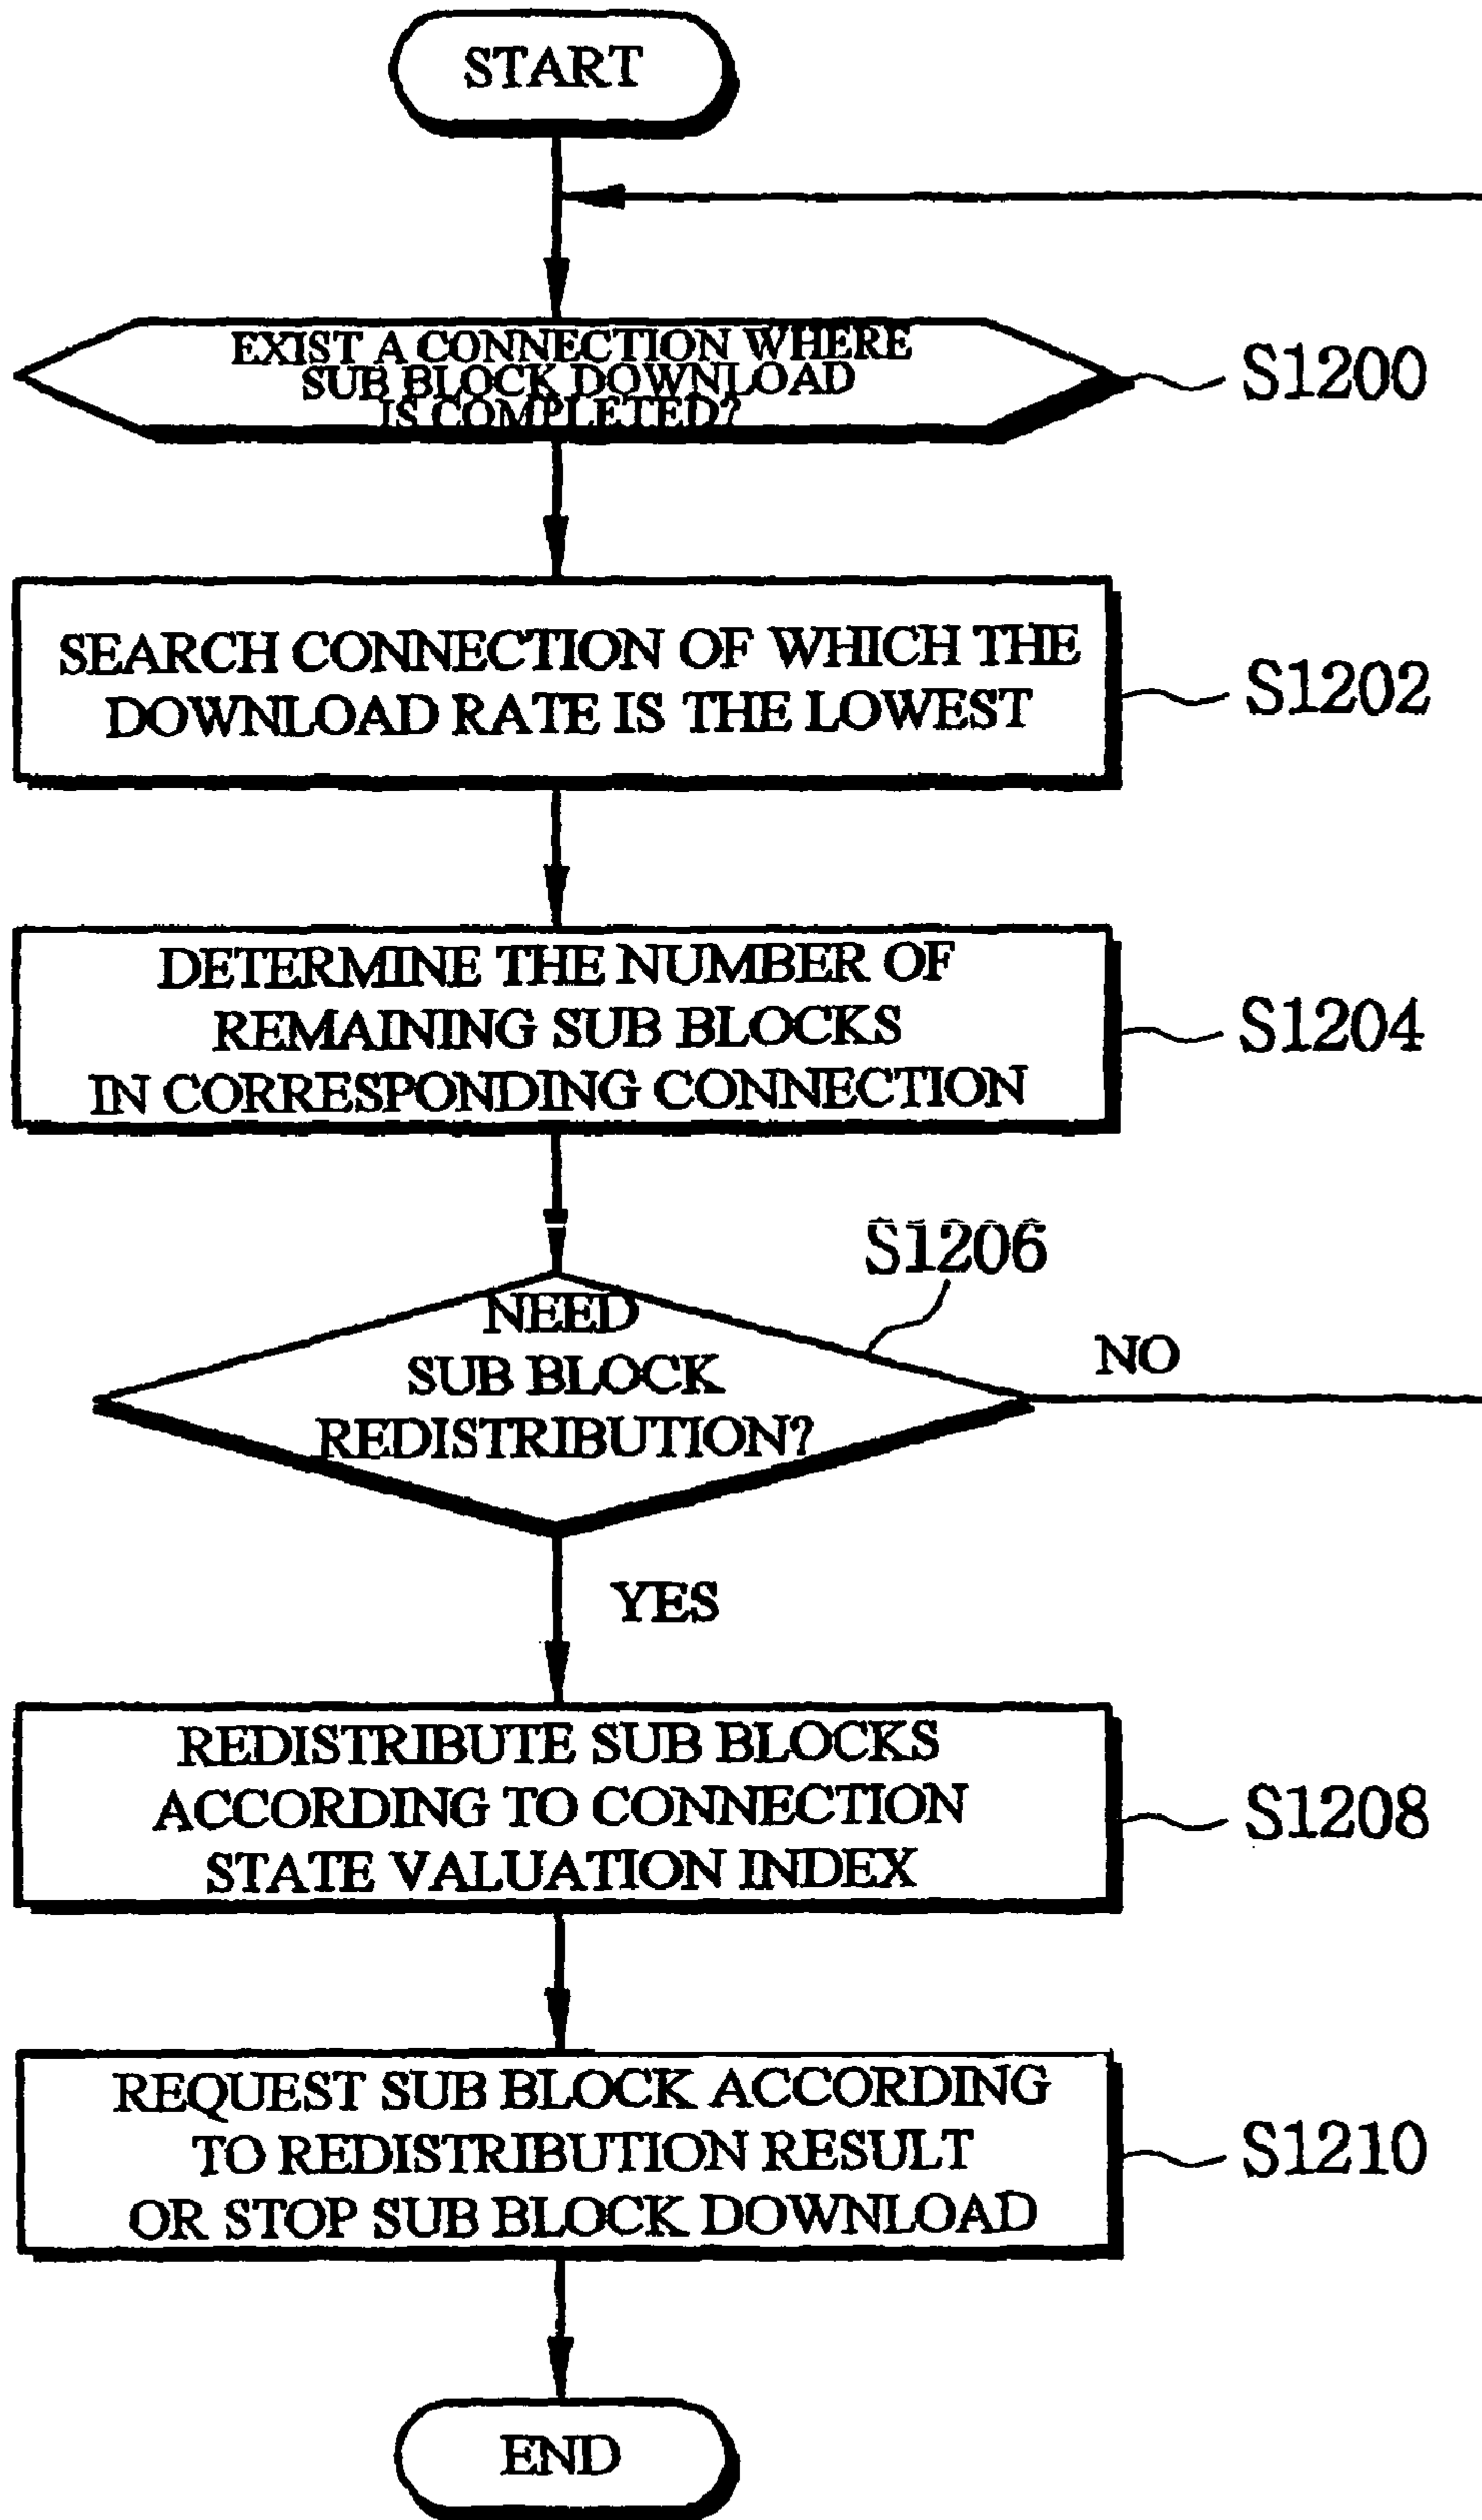 START
EXIST A CONNECTION WHERE
SUB BLOCK DOWNLOAD
IS COMPLETED?
S1200
SEARCH CONNECTION OF WHICH THE
DOWNLOAD RATE IS THE LOWEST
S1202
DETERMINE THE NUMBER OF
REMAINING SUB BLOCKS
IN CORRESPONDING CONNECTION
S1204
S1206
NEED
SUB BLOCK
REDISTRIBUTION?
NO
YES
REDISTRIBUTE SUB BLOCKS
ACCORDING TO CONNECTION
STATE VALUATION INDEX
S1208
REQUEST SUB BLOCK ACCORDING
TO REDISTRIBUTION RESULT
OR STOP SUB BLOCK DOWNLOAD
S1210
END